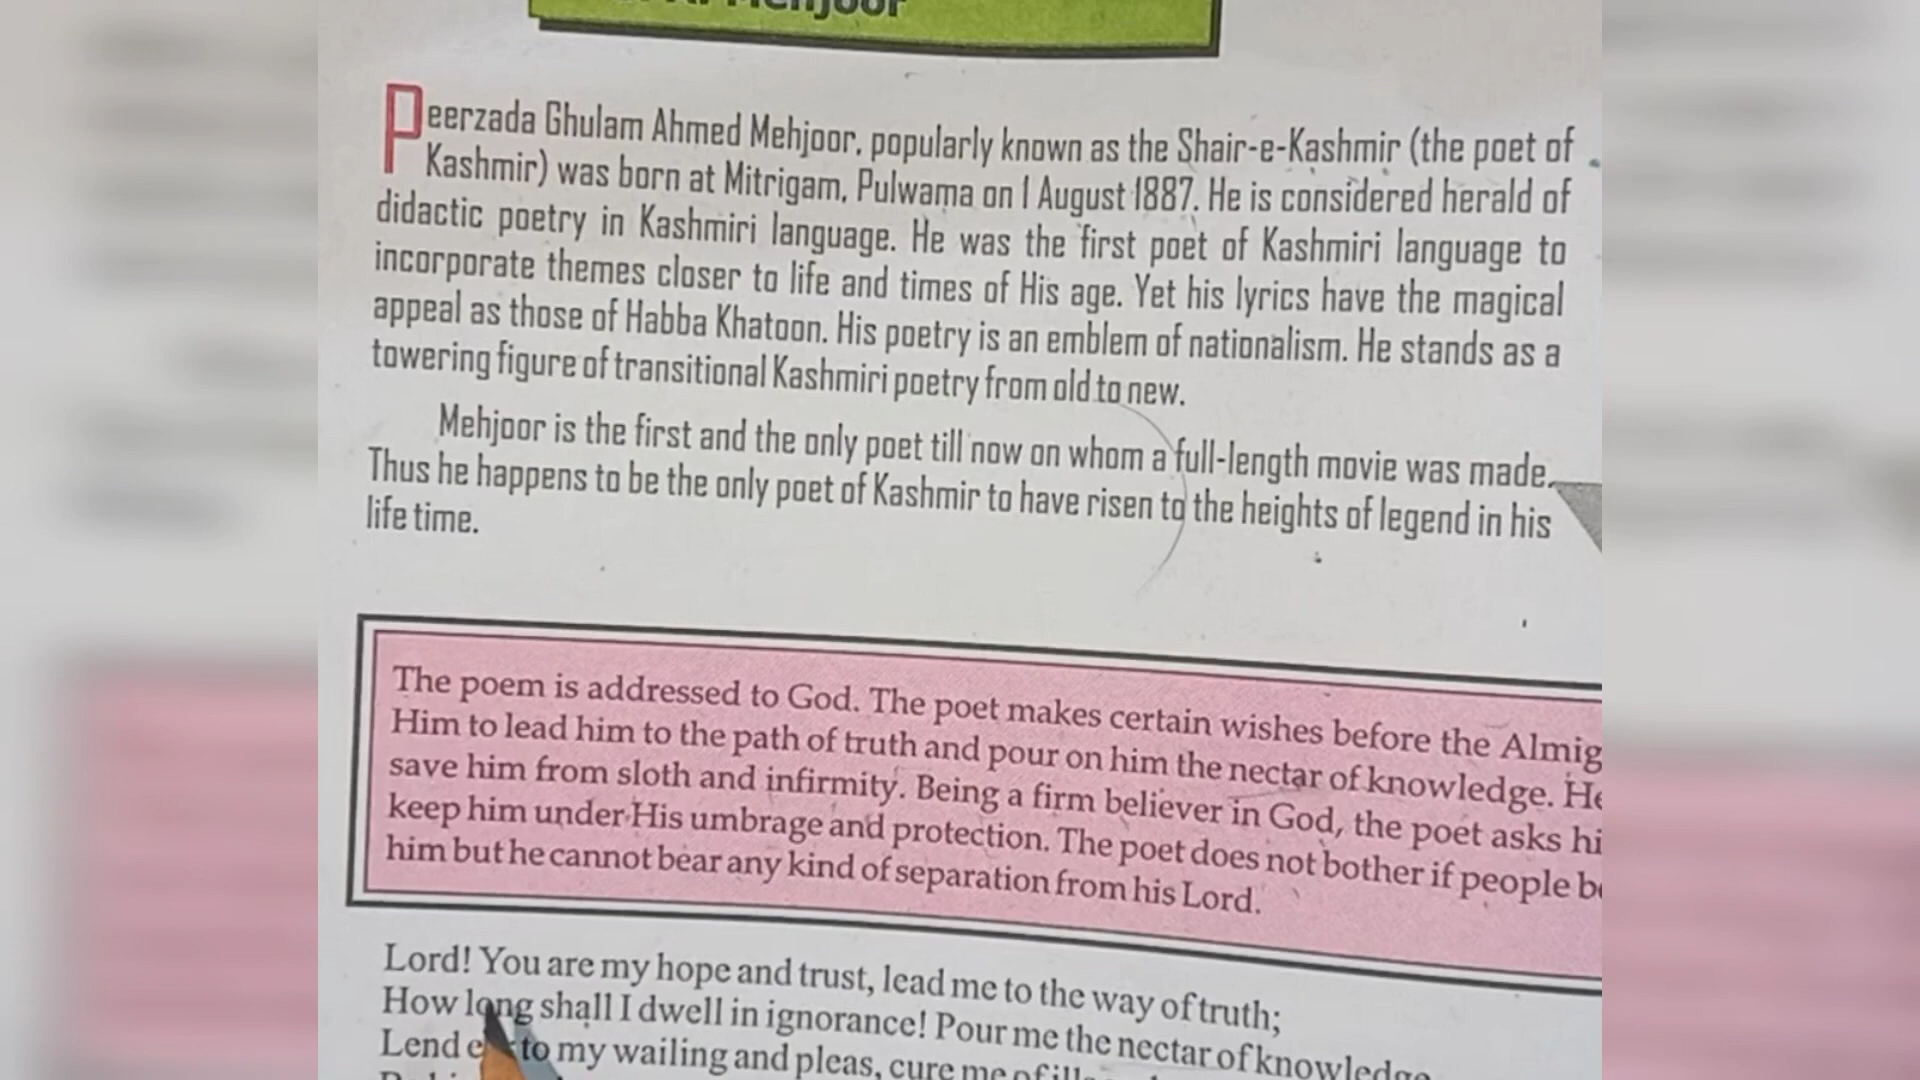 Mehjoor
Peerzada Ghulam Ahmed Mehjoor, popularly known as the Shair-e-Kashmir (the poet of
Kashmir) was born at Mitrigam, Pulwama on 1 August 1887. He is considered herald of
didactic poetry in Kashmiri language. He was the first poet of Kashmiri language to
incorporate themes closer to life and times of His age. Yet his lyrics have the magical
appeal as those of Habba Khatoon. His poetry is an emblem of nationalism. He stands as a
towering figure of transitional Kashmiri poetry from old to new.
Mehjoor is the first and the only poet till now on whom a full-length movie was made.
Thus he happens to be the only poet of Kashmir to have risen to the heights of legend in his
life time.
The poem is addressed to God. The poet makes certain wishes before the Almig
Him to lead him to the path of truth and pour on him the nectar of knowledge. He
save him from sloth and infirmity. Being a firm believer in God, the poet asks hi
keep him under His umbrage and protection. The poet does not bother if people b
him but he cannot bear any kind of separation from his Lord.
Lord! You are my hope and trust, lead me to the way of truth;
How long shall I dwell in ignorance! Pour me the nectar of knowledge
Lend to my wailing and pleas, cure me of